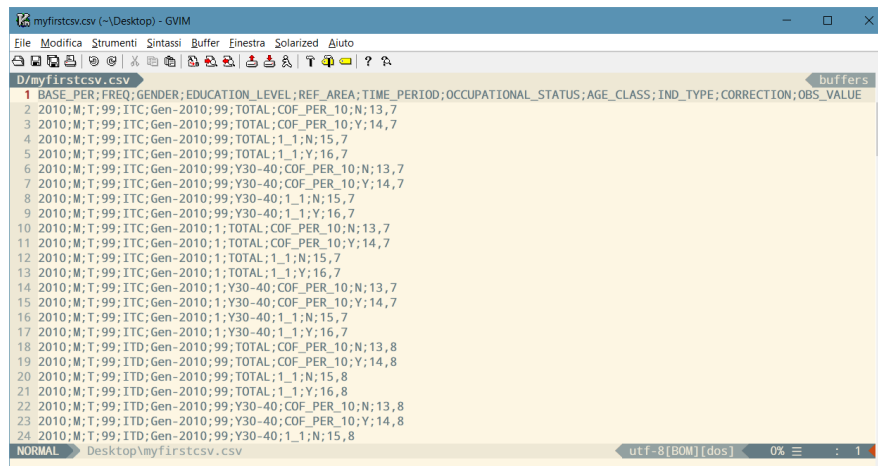 myfirstcsv.csv (~\Desktop) - GVIM
File Modifica Strumenti Sintassi Buffer Finestra Solarized Aiuto
D/myfirstcsv.csv buffers
1 BASE_PER;FREQ;GENDER;EDUCATION_LEVEL;REF_AREA;TIME_PERIOD;OCCUPATIONAL_STATUS;AGE_CLASS;IND_TYPE;CORRECTION;OBS_VALUE
2 2010;M;T;99;ITC;Gen-2010;99;TOTAL;COF_PER_10;N;13,7
3 2010;M;T;99;ITC;Gen-2010;99;TOTAL;COF_PER_10;Y;14,7
4 2010;M;T;99;ITC;Gen-2010;99;TOTAL;1_1;N;15,7
5 2010;M;T;99;ITC;Gen-2010;99;TOTAL;1_1;Y;16,7
6 2010;M;T;99;ITC;Gen-2010;99;Y30-40;COF_PER_10;N;13,7
7 2010;M;T;99;ITC;Gen-2010;99;Y30-40;COF_PER_10;Y;14,7
8 2010;M;T;99;ITC;Gen-2010;99;Y30-40;1_1;N;15,7
9 2010;M;T;99;ITC;Gen-2010;99;Y30-40;1_1;Y;16,7
10 2010;M;T;99;ITC;Gen-2010;1;TOTAL;COF_PER_10;N;13,7
11 2010;M;T;99;ITC;Gen-2010;1;TOTAL;COF_PER_10;Y;14,7
12 2010;M;T;99;ITC;Gen-2010;1;TOTAL;1_1;N;15,7
13 2010;M;T;99;ITC;Gen-2010;1;TOTAL;1_1;Y;16,7
14 2010;M;T;99;ITC;Gen-2010;1;Y30-40;COF_PER_10;N;13,7
15 2010;M;T;99;ITC;Gen-2010;1;Y30-40;COF_PER_10;Y;14,7
16 2010;M;T;99;ITC;Gen-2010;1;Y30-40;1_1;N;15,7
17 2010;M;T;99;ITC;Gen-2010;1;Y30-40;1_1;Y;16,7
18 2010;M;T;99;ITD;Gen-2010;99;TOTAL;COF_PER_10;N;13,8
19 2010;M;T;99;ITD;Gen-2010;99;TOTAL;COF_PER_10;Y;14,8
20 2010;M;T;99;ITD;Gen-2010;99;TOTAL;1_1;N;15,8
21 2010;M;T;99;ITD;Gen-2010;99;TOTAL;1_1;Y;16,8
22 2010;M;T;99;ITD;Gen-2010;99;Y30-40;COF_PER_10;N;13,8
23 2010;M;T;99;ITD;Gen-2010;99;Y30-40;COF_PER_10;Y;14,8
24 2010;M;T;99;ITD;Gen-2010;99;Y30-40;1_1;N;15,8
NORMAL Desktop\myfirstcsv.csv utf-8[BOM][dos] 0% ☰ : 1